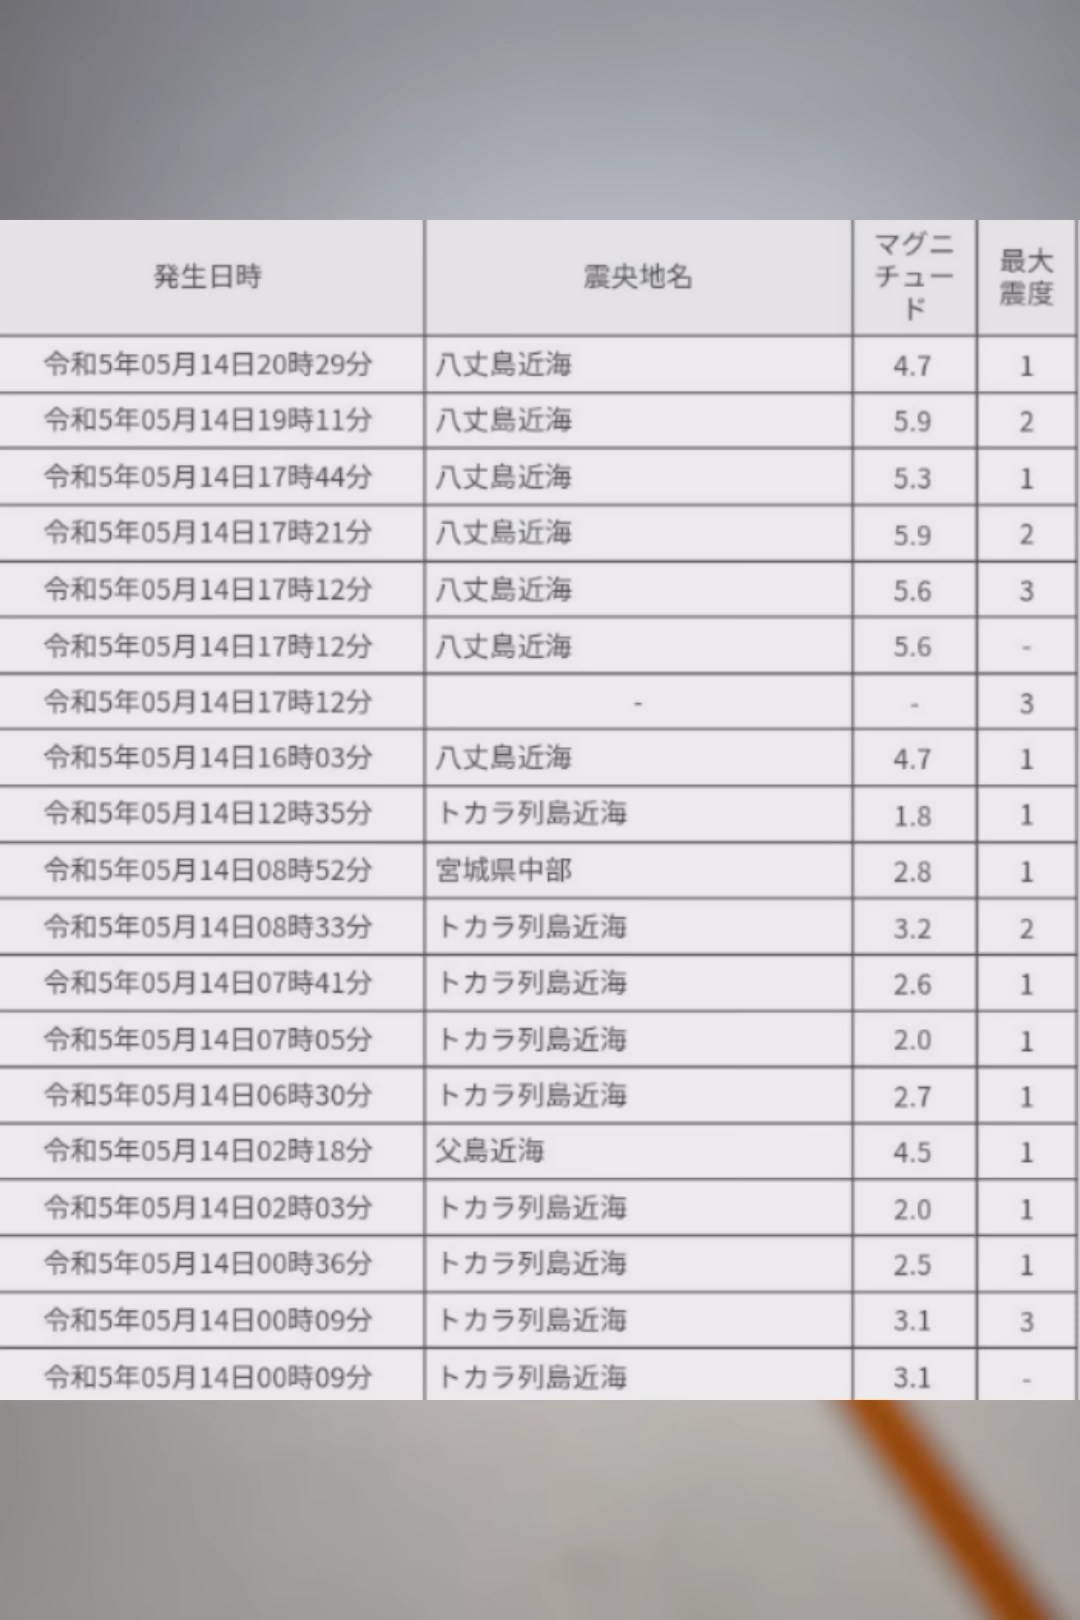 発生日時 震央地名 マグニチュード 最大震度
令和5年05月14日20時29分 八丈島近海 4.7 1
令和5年05月14日19時11分 八丈島近海 5.9 2
令和5年05月14日17時44分 八丈島近海 5.3 1
令和5年05月14日17時21分 八丈島近海 5.9 2
令和5年05月14日17時12分 八丈島近海 5.6 3
令和5年05月14日17時12分 八丈島近海 5.6 -
令和5年05月14日17時12分 - - 3
令和5年05月14日16時03分 八丈島近海 4.7 1
令和5年05月14日12時35分 トカラ列島近海 1.8 1
令和5年05月14日08時52分 宮城県中部 2.8 1
令和5年05月14日08時33分 トカラ列島近海 3.2 2
令和5年05月14日07時41分 トカラ列島近海 2.6 1
令和5年05月14日07時05分 トカラ列島近海 2.0 1
令和5年05月14日06時30分 トカラ列島近海 2.7 1
令和5年05月14日02時18分 父島近海 4.5 1
令和5年05月14日02時03分 トカラ列島近海 2.0 1
令和5年05月14日00時36分 トカラ列島近海 2.5 1
令和5年05月14日00時09分 トカラ列島近海 3.1 3
令和5年05月14日00時09分 トカラ列島近海 3.1 -